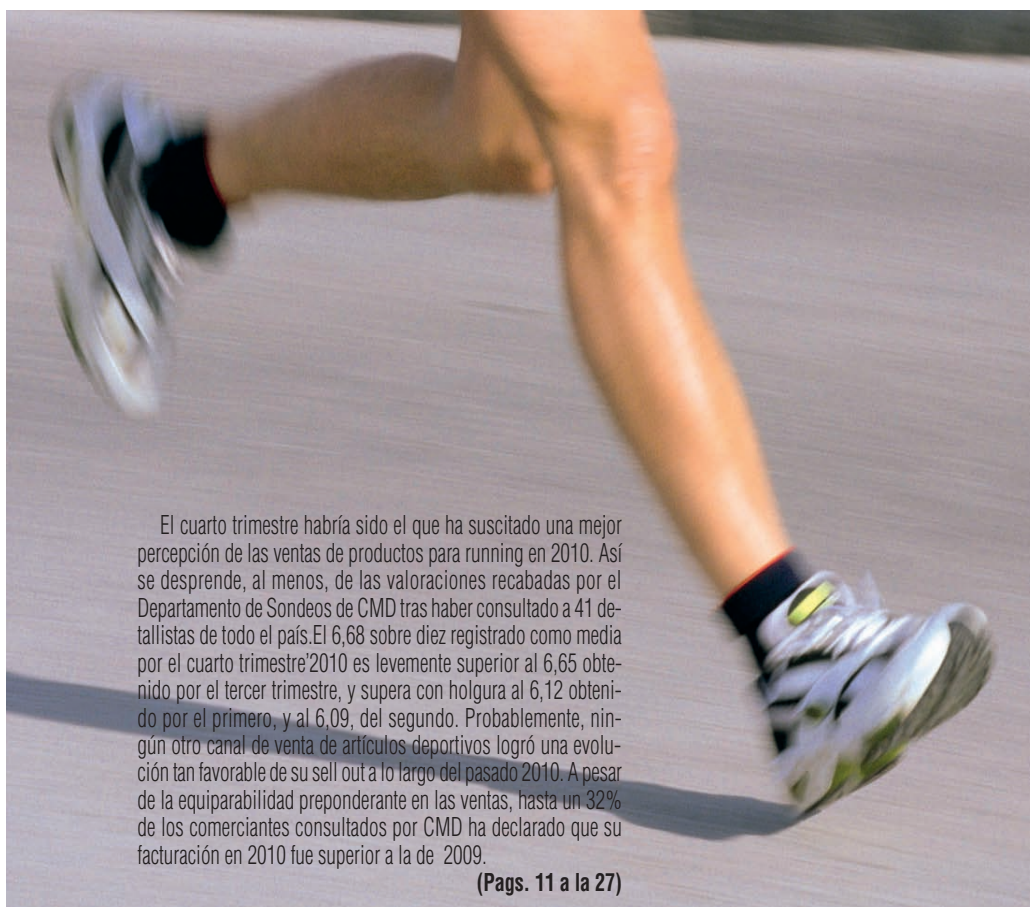 El cuarto trimestre habría sido el que ha suscitado una mejor
percepción de las ventas de productos para running en 2010. Así
se desprende, al menos, de las valoraciones recabadas por el
Departamento de Sondeos de CMD tras haber consultado a 41 de-
tallistas de todo el país.El 6,68 sobre diez registrado como media
por el cuarto trimestre'2010 es levemente superior al 6,65 obte-
nido por el tercer trimestre, y supera con holgura al 6,12 obteni-
do por el primero, y al 6,09, del segundo. Probablemente, nin-
gún otro canal de venta de artículos deportivos logró una evolu-
ción tan favorable de su sell out a lo largo del pasado 2010. A pesar
de la equiparabilidad preponderante en las ventas, hasta un 32%
de los comerciantes consultados por CMD ha declarado que su
facturación en 2010 fue superior a la de 2009.
(Pags. 11 a la 27)